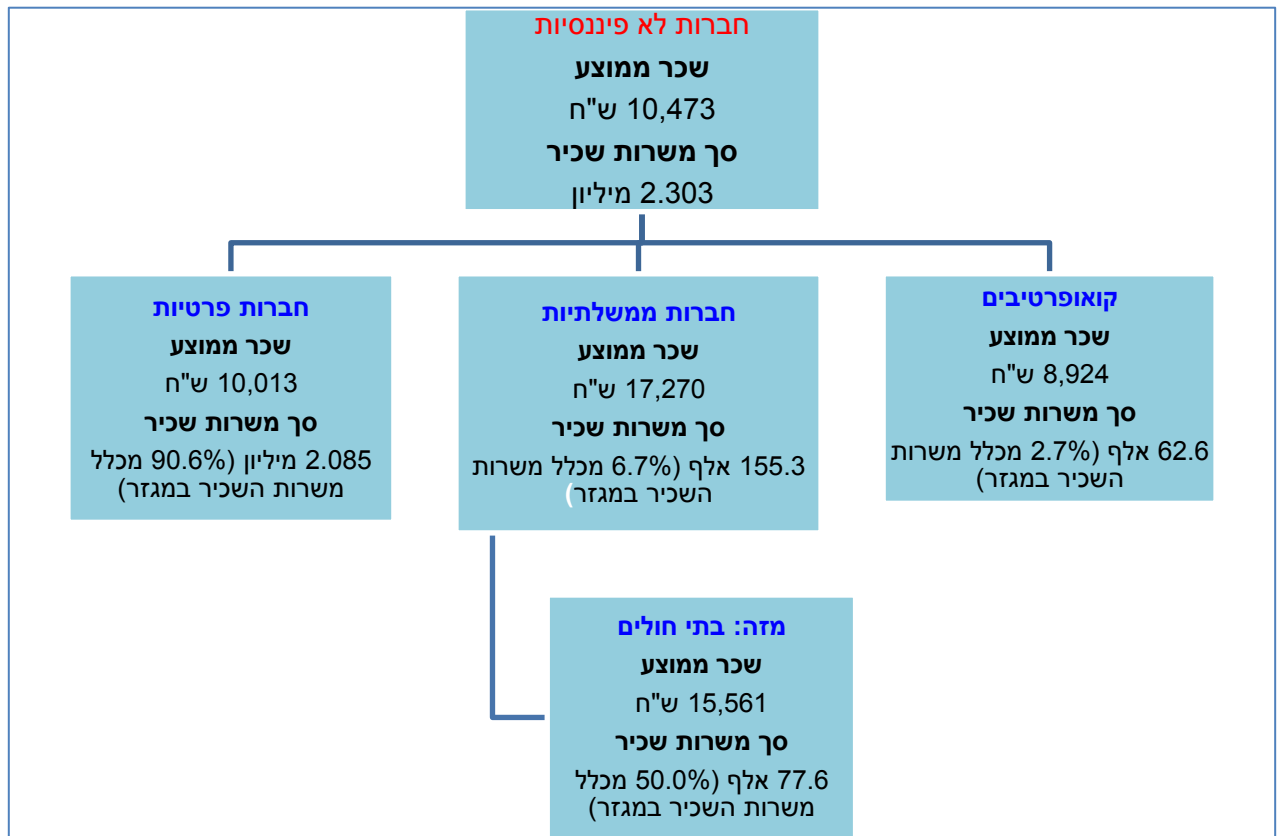 חברות לא פיננסיות
שכר ממוצע
10,473 ש"ח
סך משרות שכיר
2.303 מיליון
קואופרטיבים
שכר ממוצע
8,924 ש"ח
סך משרות שכיר
62.6 אלף (2.7% מכלל משרות
השכיר במגזר)
חברות ממשלתיות
שכר ממוצע
17,270 ש"ח
סך משרות שכיר
155.3 אלף (6.7% מכלל משרות
השכיר במגזר)
חברות פרטיות
שכר ממוצע
10,013 ש"ח
סך משרות שכיר
2.085 מיליון (90.6% מכלל
משרות השכיר במגזר)
מזה: בתי חולים
שכר ממוצע
15,561 ש"ח
סך משרות שכיר
77.6 אלף (50.0% מכלל
משרות השכיר במגזר)